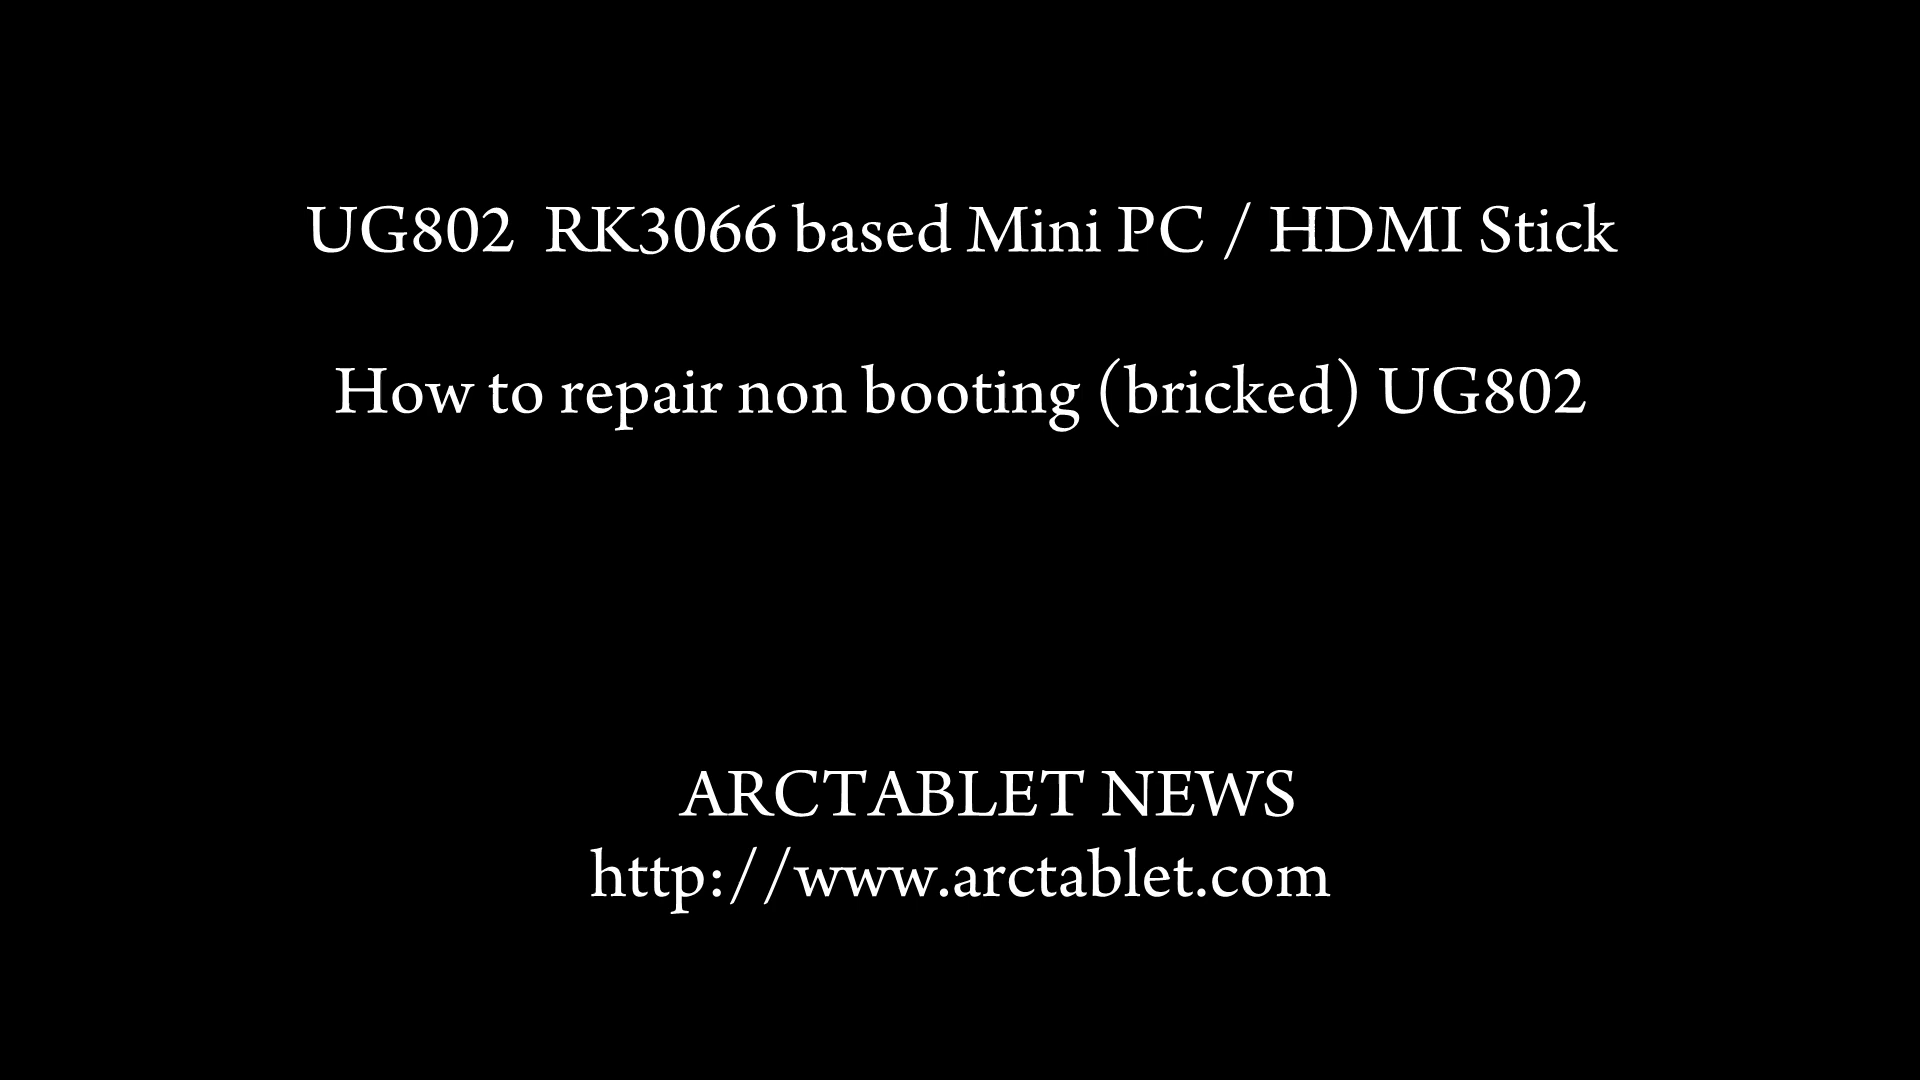 UG802  RK3066 based Mini PC / HDMI Stick
How to repair non booting (bricked) UG802
ARCTABLET NEWS
http://www.arctablet.com